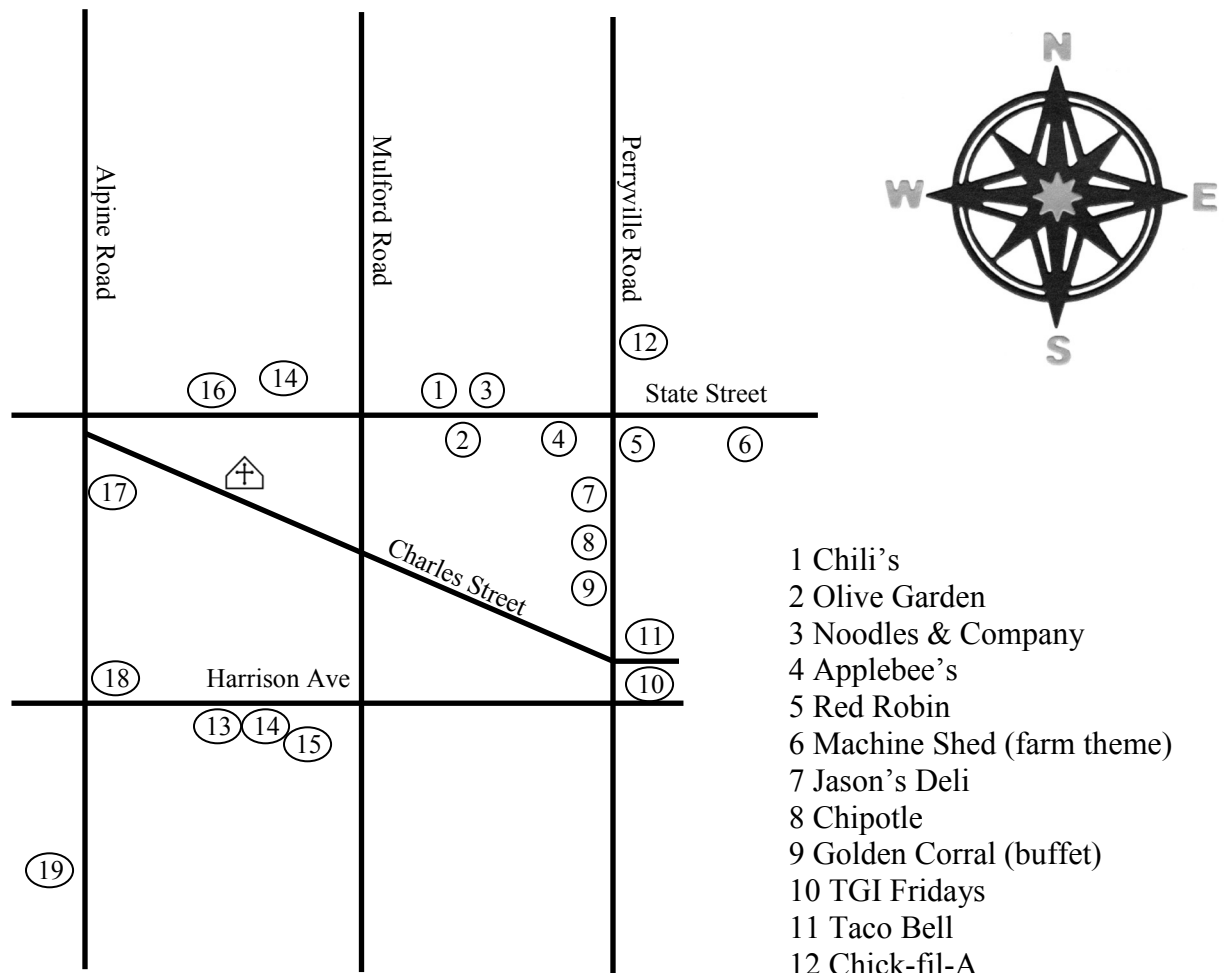 N
W
E
S
Alpine Road
Mulford Road
Perryville Road
12
16
14
1
3
State Street
2
4
5
6
17
7
8
Charles Street
9
11
18
Harrison Ave
10
13
14
15
19
1 Chili’s
2 Olive Garden
3 Noodles & Company
4 Applebee’s
5 Red Robin
6 Machine Shed (farm theme)
7 Jason’s Deli
8 Chipotle
9 Golden Corral (buffet)
10 TGI Fridays
11 Taco Bell
12 Chick-fil-A